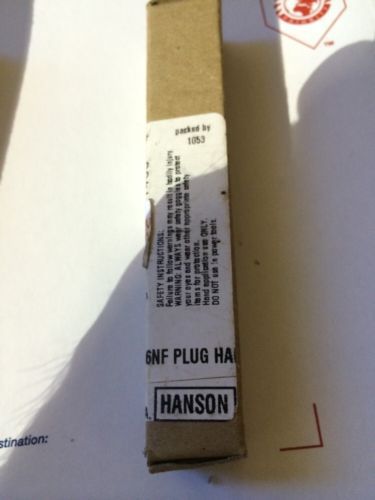 packed by
1053
SAFETY INSTRUCTIONS:
Failure to follow warnings may result in bodily injury.
WARNING: ALWAYS wear safety goggles to protect
your eyes and wear other appropriate safety
items for protection.
Hand application use ONLY.
DO NOT use in power tools.
6NF PLUG HA
A. HANSON
stination:
TM